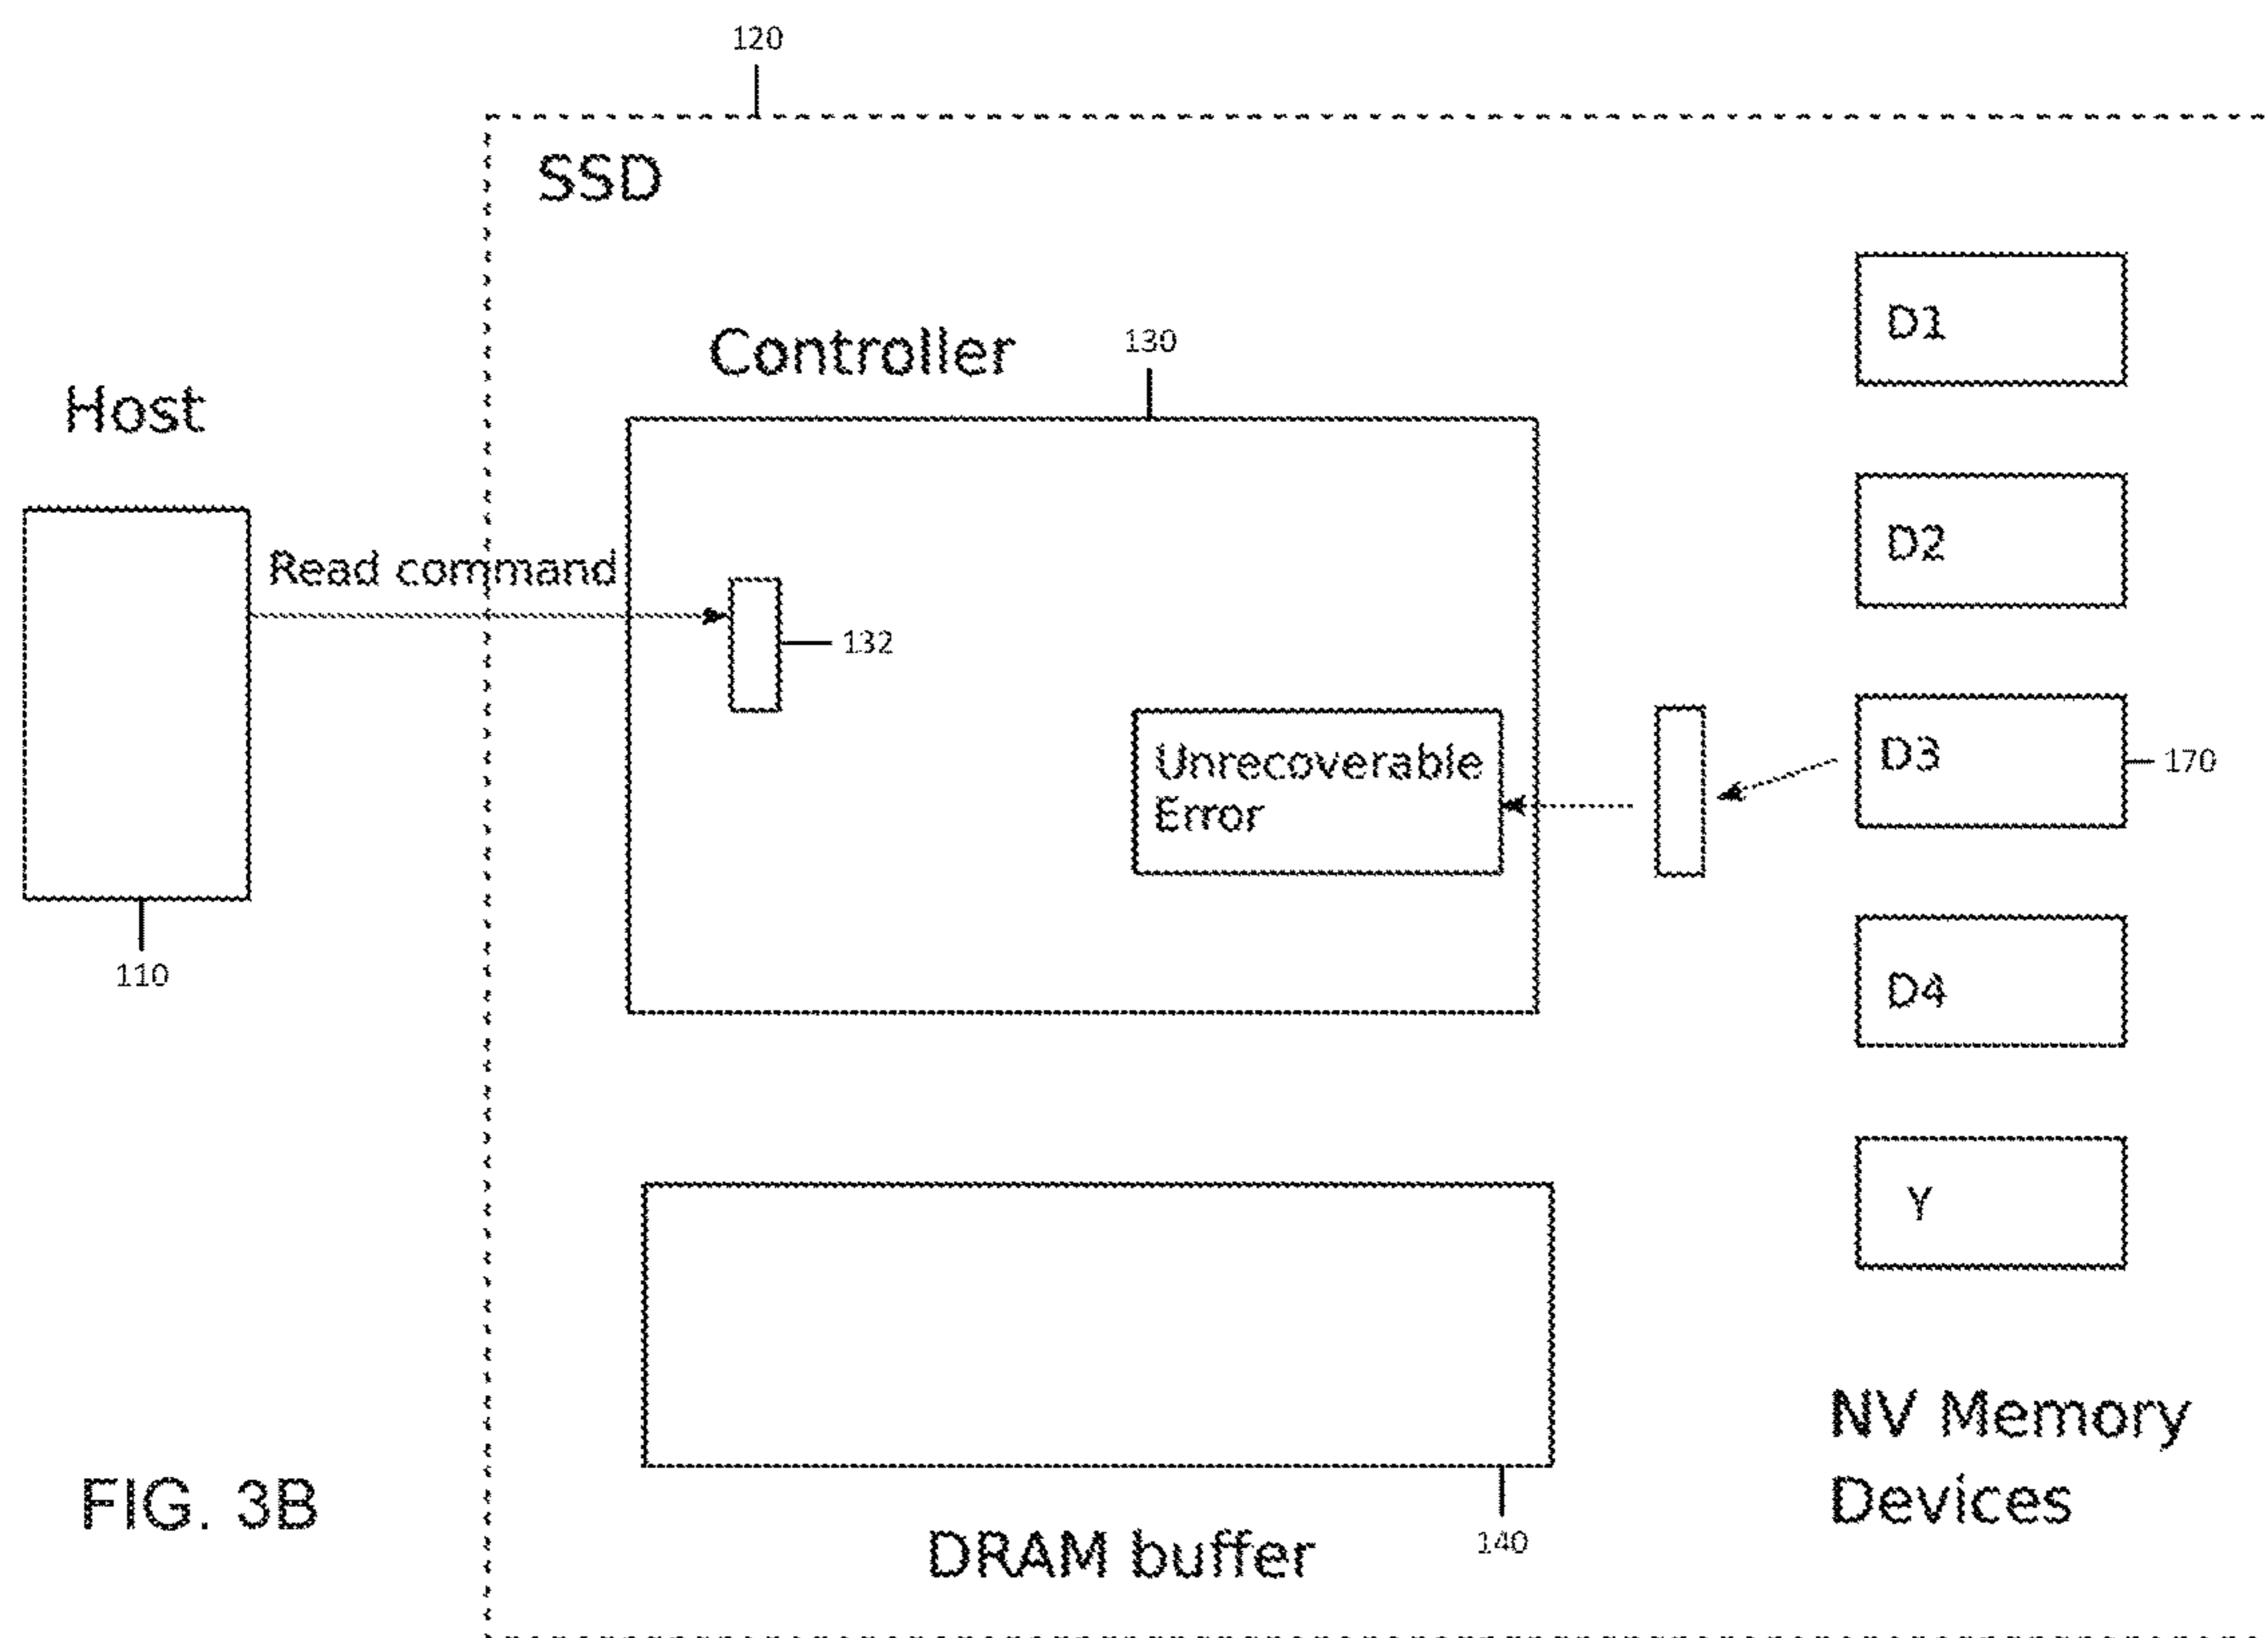 120
SSD
D1
Controller
130
Host
D2
Read command
132
Unrecoverable
Error
D3
170
110
D4
Y
NV Memory
Devices
FIG. 3B
DRAM buffer
140